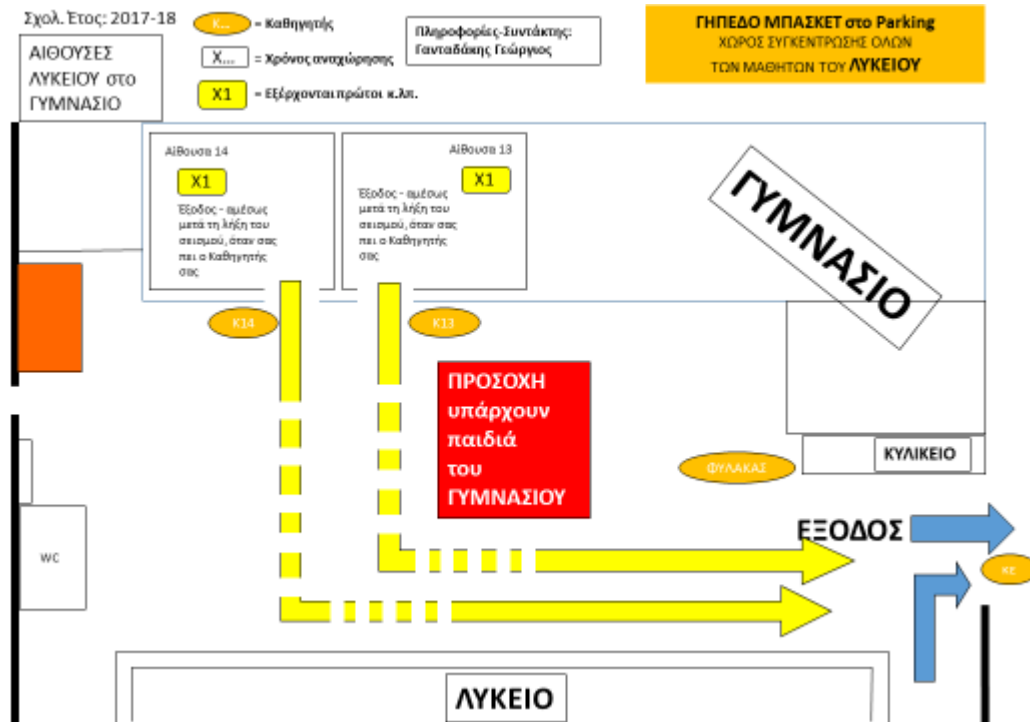 Σχολ. Έτος: 2017-18
ΑΙΘΟΥΣΕΣ
ΛΥΚΕΙΟΥ στο
ΓΥΜΝΑΣΙΟ
Κ... = Καθηγητής
Χ... = Χρόνος αναχώρησης
Χ1 = Εξέρχονται πρώτοι κ.λπ.
Πληροφορίες-Συντάκτης:
Γανταδάκης Γεώργιος
ΓΗΠΕΔΟ ΜΠΑΣΚΕΤ στο Parking
ΧΩΡΟΣ ΣΥΓΚΕΝΤΡΩΣΗΣ ΟΛΩΝ
ΤΩΝ ΜΑΘΗΤΩΝ ΤΟΥ ΛΥΚΕΙΟΥ
Αίθουσα 14
Χ1
Έξοδος - αμέσως
μετά τη λήξη του
σεισμού, όταν σας
πει ο Καθηγητής
σας
Αίθουσα 13
Χ1
Έξοδος - αμέσως
μετά τη λήξη του
σεισμού, όταν σας
πει ο Καθηγητής
σας
ΓΥΜΝΑΣΙΟ
Κ14
Κ13
ΠΡΟΣΟΧΗ
υπάρχουν
παιδιά
του
ΓΥΜΝΑΣΙΟΥ
ΚΥΛΙΚΕΙΟ
ΦΥΛΑΚΑΣ
ΕΞΟΔΟΣ
ΚΕ
WC
ΛΥΚΕΙΟ